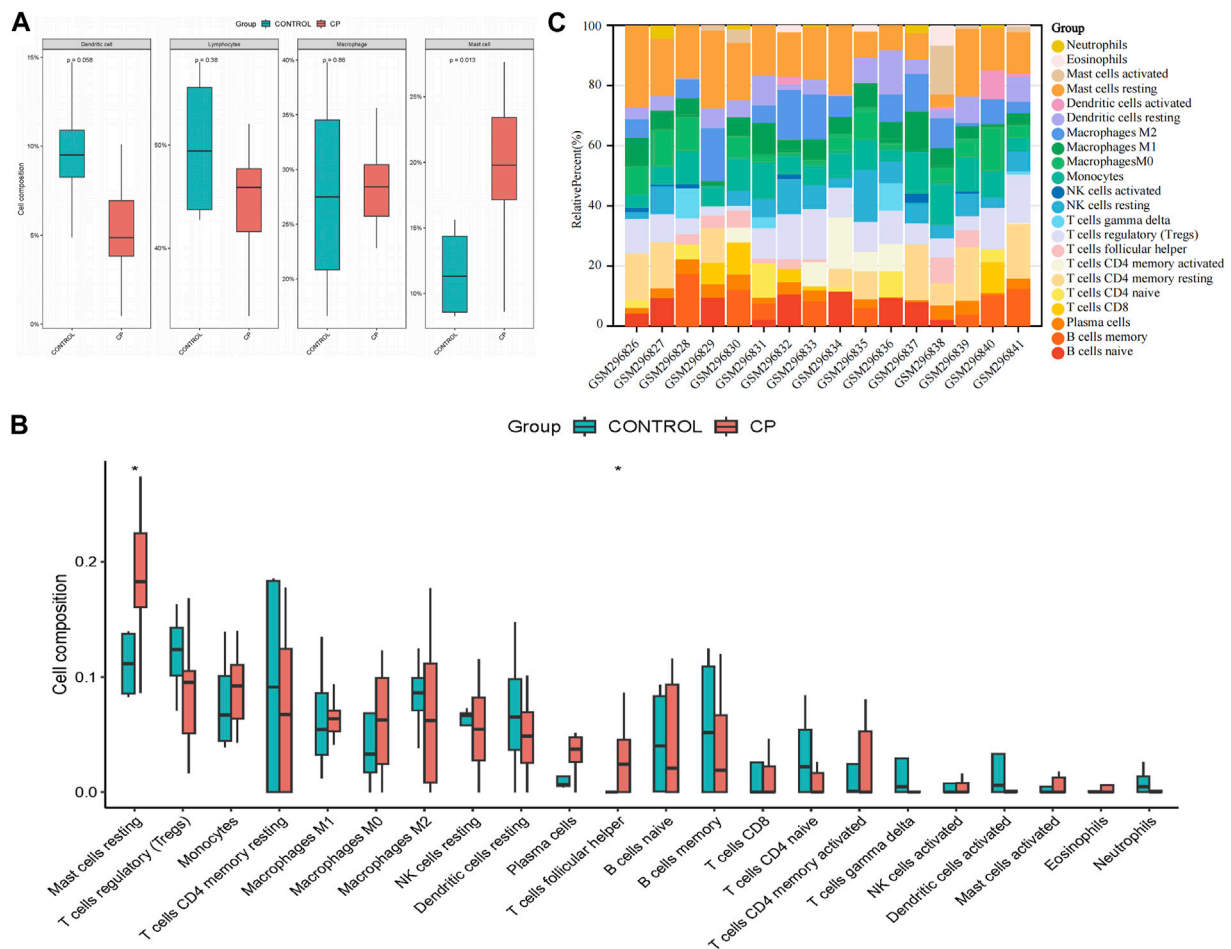 A
Group CONTROL CP
Dendritic cell
Lymphocytes
Macrophage
Mast cell
p = 0.058
p = 0.38
p = 0.86
p = 0.013
Cell composition
15%
10%
5%
0%
50%
40%
40%
35%
30%
25%
20%
25%
20%
15%
10%
CONTROL
CP
CONTROL
CP
CONTROL
CP
CONTROL
CP
C
RelativePercent(%)
100
80
60
40
20
0
GSM296826
GSM296827
GSM296828
GSM296829
GSM296830
GSM296831
GSM296832
GSM296833
GSM296834
GSM296835
GSM296836
GSM296837
GSM296838
GSM296839
GSM296840
GSM296841
Group
Neutrophils
Eosinophils
Mast cells activated
Mast cells resting
Dendritic cells activated
Dendritic cells resting
Macrophages M2
Macrophages M1
MacrophagesM0
Monocytes
NK cells activated
NK cells resting
T cells gamma delta
T cells regulatory (Tregs)
T cells follicular helper
T cells CD4 memory activated
T cells CD4 memory resting
T cells CD4 naive
T cells CD8
Plasma cells
B cells memory
B cells naive
B
Group CONTROL CP
Cell composition
0.2
0.1
0.0
*
*
Mast cells resting
T cells regulatory (Tregs)
Monocytes
T cells CD4 memory resting
Macrophages M1
Macrophages M0
Macrophages M2
NK cells resting
Dendritic cells resting
Plasma cells
T cells follicular helper
B cells naive
B cells memory
T cells CD8
T cells CD4 naive
T cells CD4 memory activated
T cells gamma delta
NK cells activated
Dendritic cells activated
Mast cells activated
Eosinophils
Neutrophils